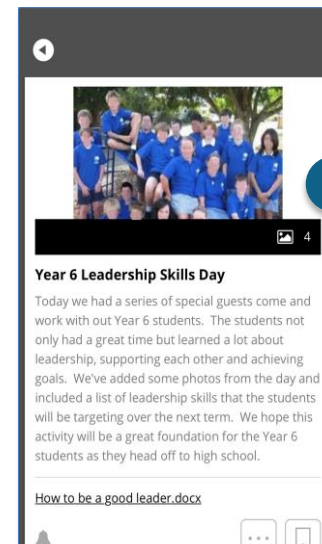 4
Year 6 Leadership Skills Day
Today we had a series of special guests come and
work with out Year 6 students. The students not
only had a great time but learned a lot about
leadership, supporting each other and achieving
goals. We've added some photos from the day and
included a list of leadership skills that the students
will be targeting over the next term. We hope this
activity will be a great foundation for the Year 6
students as they head off to high school.
How to be a good leader.docx